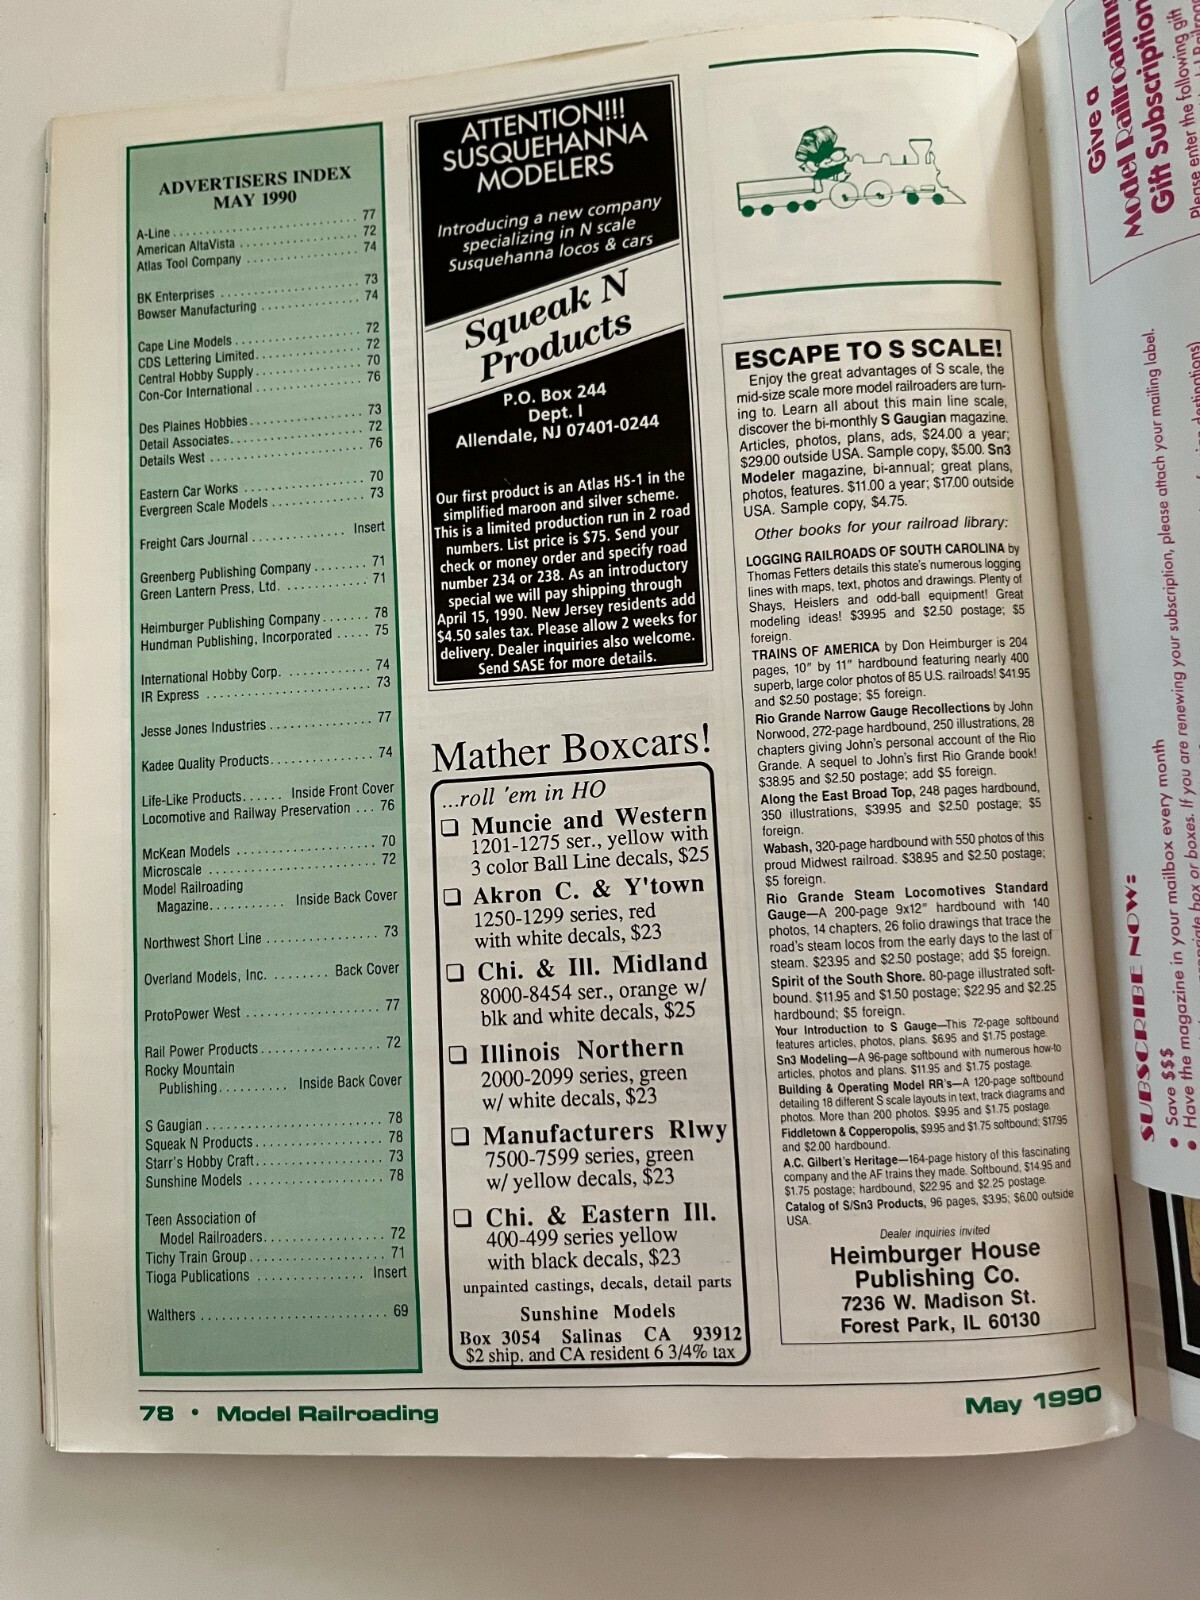 ADVERTISERS INDEX
MAY 1990
A-Line ........................... 77
American AltaVista ................ 72
Atlas Tool Company ................ 74
BK Enterprises .................... 73
Bowser Manufacturing .............. 74
Cape Line Models .................. 72
CDS Lettering Limited.............. 72
Central Hobby Supply .............. 70
Con-Cor International ............. 76
Des Plaines Hobbies ............... 73
Detail Associates.................. 72
Details West ...................... 76
Eastern Car Works ................. 70
Evergreen Scale Models ............ 73
Freight Cars Journal .......... Insert
Greenberg Publishing Company ........ 71
Green Lantern Press, Ltd. ......... 71
Heimburger Publishing Company ....... 78
Hundman Publishing, Incorporated ..... 75
International Hobby Corp. ......... 74
IR Express ........................ 73
Jesse Jones Industries ............ 77
Kadee Quality Products............. 74
Life-Like Products...... Inside Front Cover
Locomotive and Railway Preservation ... 76
McKean Models ..................... 70
Microscale ........................ 72
Model Railroading
Magazine........... Inside Back Cover
Northwest Short Line .............. 73
Overland Models, Inc. ......... Back Cover
ProtoPower West ................... 77
Rail Power Products ............... 72
Rocky Mountain
Publishing.......... Inside Back Cover
S Gaugian ......................... 78
Squeak N Products.................. 78
Starr's Hobby Craft................ 73
Sunshine Models ................... 78
Teen Association of
Model Railroaders.................. 72
Tichy Train Group ................. 71
Tioga Publications ............ Insert
Walthers .......................... 69
ATTENTION!!!
SUSQUEHANNA
MODELERS
Introducing a new company
specializing in N scale
Susquehanna locos & cars
Squeak N
Products
P.O. Box 244
Dept. I
Allendale, NJ 07401-0244
Our first product is an Atlas HS-1 in the
simplified maroon and silver scheme.
This is a limited production run in 2 road
numbers. List price is $75. Send your
check or money order and specify road
number 234 or 238. As an introductory
special we will pay shipping through
April 15, 1990. New Jersey residents add
$4.50 sales tax. Please allow 2 weeks for
delivery. Dealer inquiries also welcome.
Send SASE for more details.
Mather Boxcars!
...roll 'em in HO
❏ Muncie and Western
1201-1275 ser., yellow with
3 color Ball Line decals, $25
❏ Akron C. & Y'town
1250-1299 series, red
with white decals, $23
❏ Chi. & Ill. Midland
8000-8454 ser., orange w/
blk and white decals, $25
❏ Illinois Northern
2000-2099 series, green
w/ white decals, $23
❏ Manufacturers Rlwy
7500-7599 series, green
w/ yellow decals, $23
❏ Chi. & Eastern Ill.
400-499 series yellow
with black decals, $23
unpainted castings, decals, detail parts
Sunshine Models
Box 3054 Salinas CA 93912
$2 ship. and CA resident 6 3/4% tax
ESCAPE TO S SCALE!
Enjoy the great advantages of S scale, the
mid-size scale more model railroaders are turn-
ing to. Learn all about this main line scale,
discover the bi-monthly S Gaugian magazine.
Articles, photos, plans, ads, $24.00 a year;
$29.00 outside USA. Sample copy, $5.00. Sn3
Modeler magazine, bi-annual; great plans,
photos, features. $11.00 a year; $17.00 outside
USA. Sample copy, $4.75.
Other books for your railroad library:
LOGGING RAILROADS OF SOUTH CAROLINA by
Thomas Fetters details this state's numerous logging
lines with maps, text, photos and drawings. Plenty of
Shays, Heislers and odd-ball equipment! Great
modeling ideas! $39.95 and $2.50 postage; $5
foreign.
TRAINS OF AMERICA by Don Heimburger is 204
pages, 10" by 11" hardbound featuring nearly 400
superb, large color photos of 85 U.S. railroads! $41.95
and $2.50 postage; $5 foreign.
Rio Grande Narrow Gauge Recollections by John
Norwood, 272-page hardbound, 250 illustrations, 28
chapters giving John's personal account of the Rio
Grande. A sequel to John's first Rio Grande book!
$38.95 and $2.50 postage; add $5 foreign.
Along the East Broad Top, 248 pages hardbound,
350 illustrations, $39.95 and $2.50 postage; $5
foreign.
Wabash, 320-page hardbound with 550 photos of this
proud Midwest railroad. $38.95 and $2.50 postage;
$5 foreign.
Rio Grande Steam Locomotives Standard
Gauge—A 200-page 9x12" hardbound with 140
photos, 14 chapters, 26 folio drawings that trace the
road's steam locos from the early days to the last of
steam. $23.95 and $2.50 postage; add $5 foreign.
Spirit of the South Shore. 80-page illustrated soft-
bound. $11.95 and $1.50 postage; $22.95 and $2.25
hardbound; $5 foreign.
Your Introduction to S Gauge—This 72-page softbound
features articles, photos, plans. $6.95 and $1.75 postage.
Sn3 Modeling—A 96-page softbound with numerous how-to
articles, photos and plans. $11.95 and $1.75 postage.
Building & Operating Model RR's—A 120-page softbound
detailing 18 different S scale layouts in text, track diagrams and
photos. More than 200 photos. $9.95 and $1.75 postage.
Fiddletown & Copperopolis, $9.95 and $1.75 softbound; $17.95
and $2.00 hardbound.
A.C. Gilbert's Heritage—164-page history of this fascinating
company and the AF trains they made. Softbound, $14.95 and
$1.75 postage; hardbound, $22.95 and $2.25 postage.
Catalog of S/Sn3 Products, 96 pages, $3.95; $6.00 outside
USA.
Dealer inquiries invited
Heimburger House
Publishing Co.
7236 W. Madison St.
Forest Park, IL 60130
78 • Model Railroading
May 1990
Give a
Model Railroading
Gift Subscription
Please enter the following gift
SUBSCRIBE NOW:
• Save $$$
• Have the magazine in your mailbox every month
box or boxes. If you are renewing your subscription, please attach your mailing label.